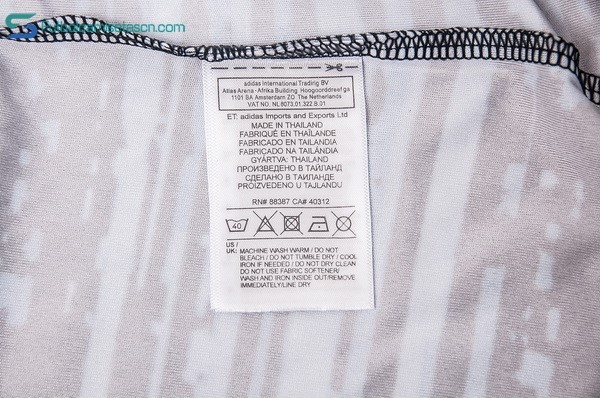 adidas International Trading BV
Atlas Arena - Afrika Building Hoogoorddreef 9a
1101 BA Amsterdam ZO The Netherlands
VAT NO. NL8073.01.322.B.01
ET: adidas Imports and Exports Ltd
MADE IN THAILAND
FABRIQUÉ EN THAÏLANDE
FABRICADO EN TAILANDIA
FABRICADO NA TAILÂNDIA
GYÁRTVA: THAILAND
ПРОИЗВЕДЕНО В ТАЙЛАНД
СДЕЛАНО В ТАИЛАНДЕ
PROIZVEDENO U TAJLANDU
RN# 88387 CA# 40312
40
US /
UK: MACHINE WASH WARM / DO NOT
BLEACH / DO NOT TUMBLE DRY / COOL
IRON IF NEEDED / DO NOT DRY CLEAN
DO NOT USE FABRIC SOFTENER/
WASH AND IRON INSIDE OUT/REMOVE
IMMEDIATELY/LINE DRY